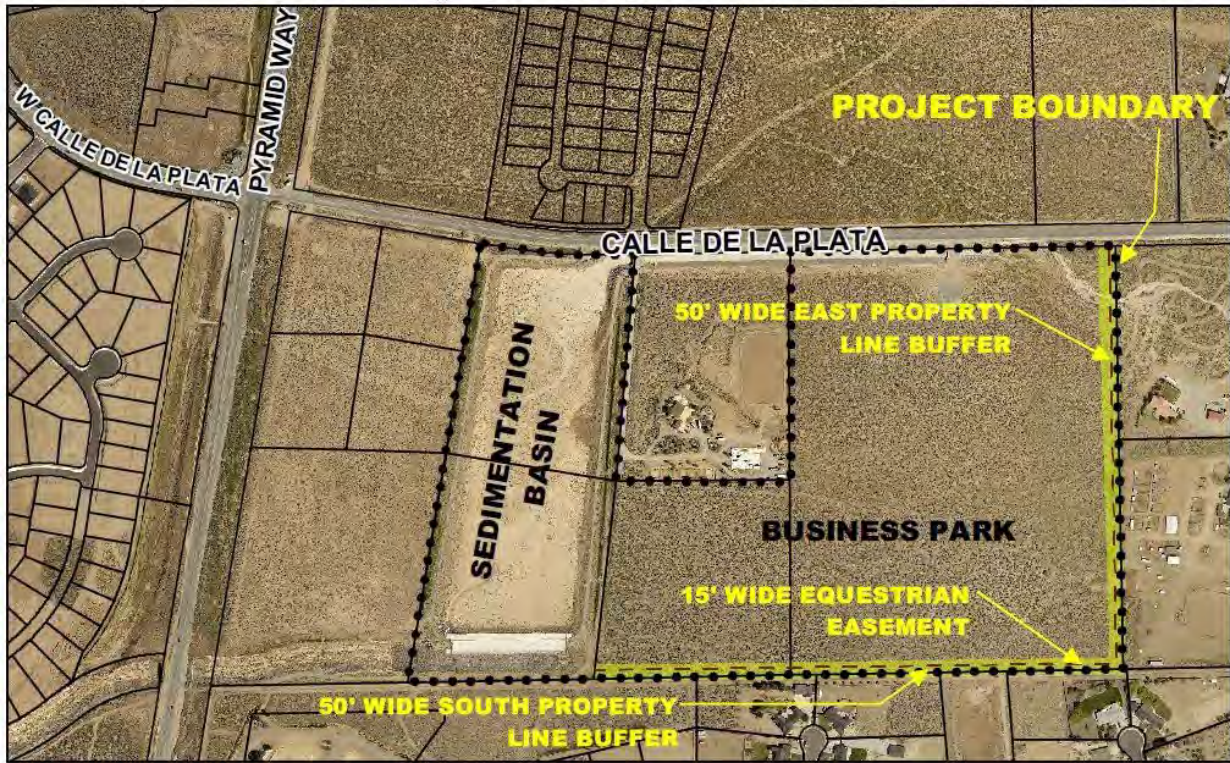 W CALLE DE LA PLATA
PYRAMID WAY
PROJECT BOUNDARY
CALLE DE LA PLATA
50' WIDE EAST PROPERTY
LINE BUFFER
SEDIMENTATION
BASIN
BUSINESS PARK
15' WIDE EQUESTRIAN
EASEMENT
50' WIDE SOUTH PROPERTY
LINE BUFFER